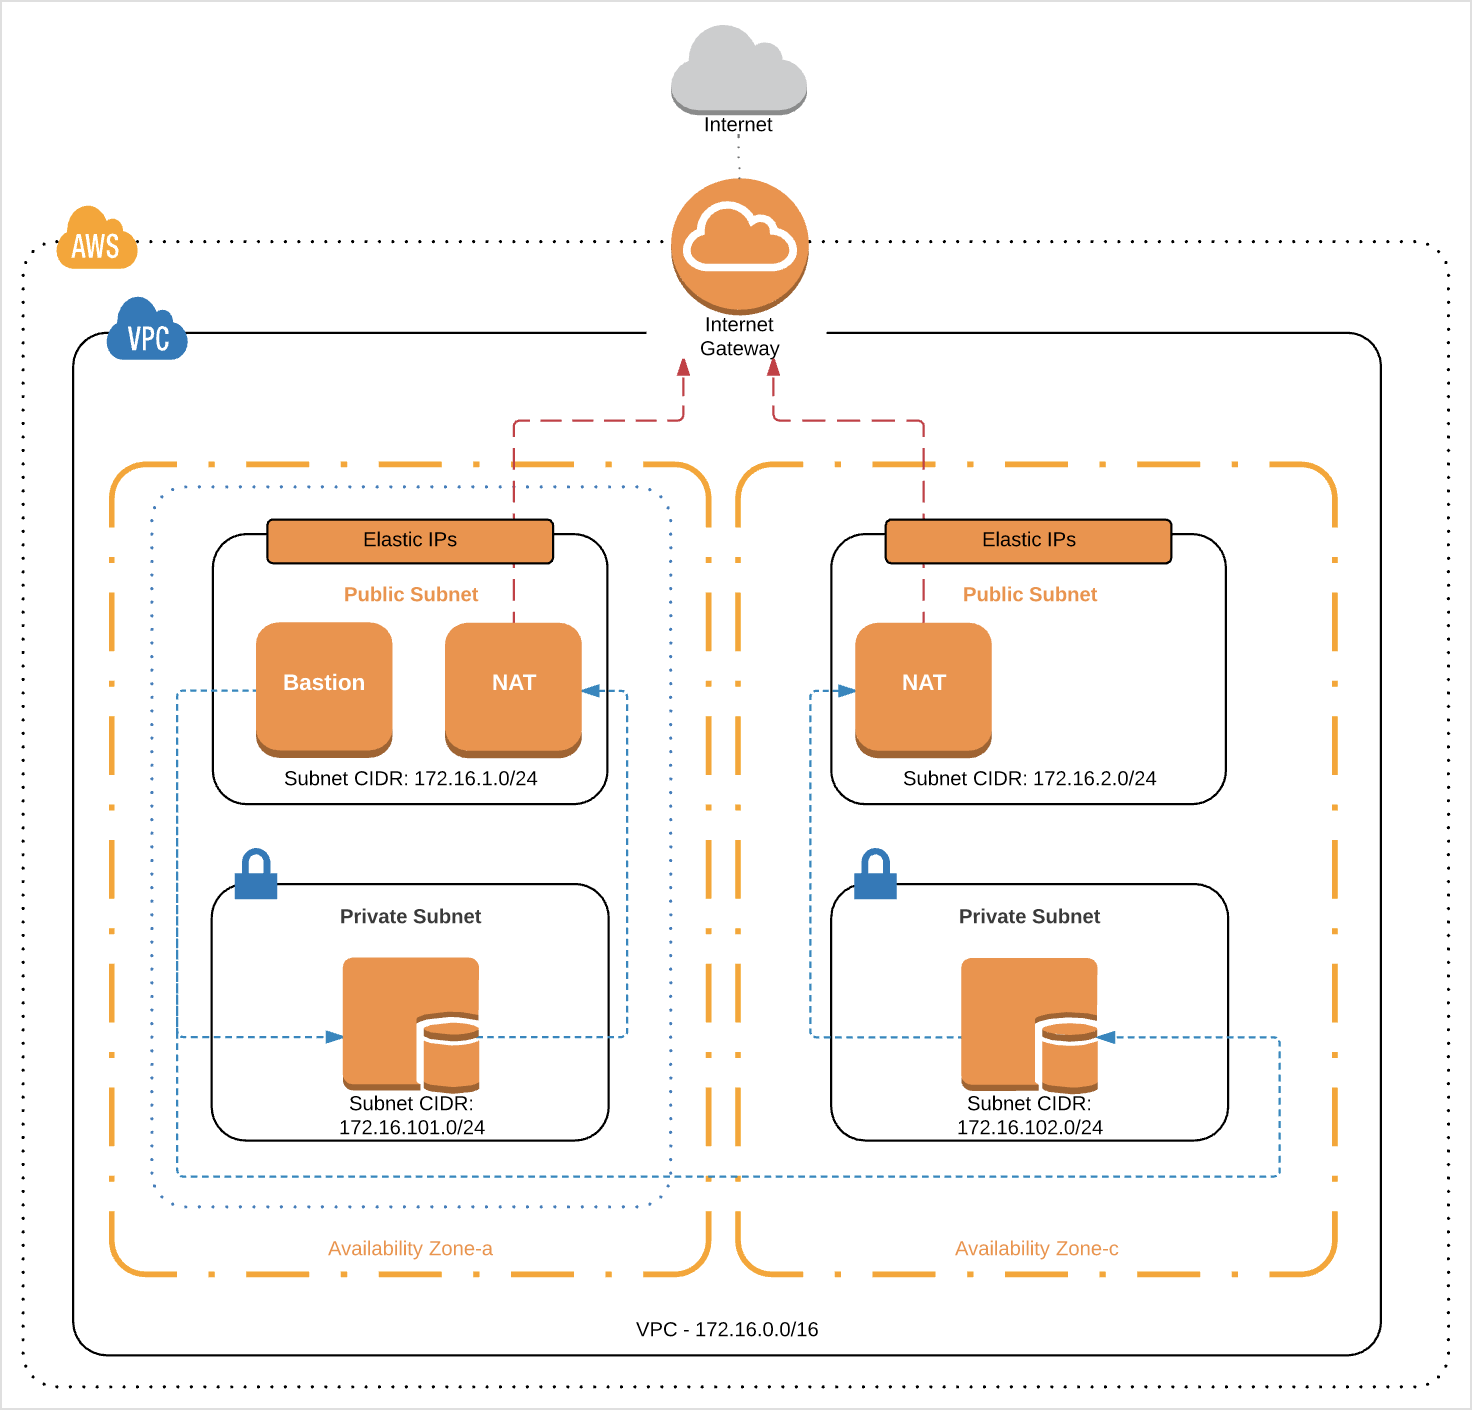 Internet
AWS
Internet
Gateway
VPC
Elastic IPs
Public Subnet
Bastion
NAT
Subnet CIDR: 172.16.1.0/24
Elastic IPs
Public Subnet
NAT
Subnet CIDR: 172.16.2.0/24
Private Subnet
Subnet CIDR:
172.16.101.0/24
Private Subnet
Subnet CIDR:
172.16.102.0/24
Availability Zone-a
Availability Zone-c
VPC - 172.16.0.0/16